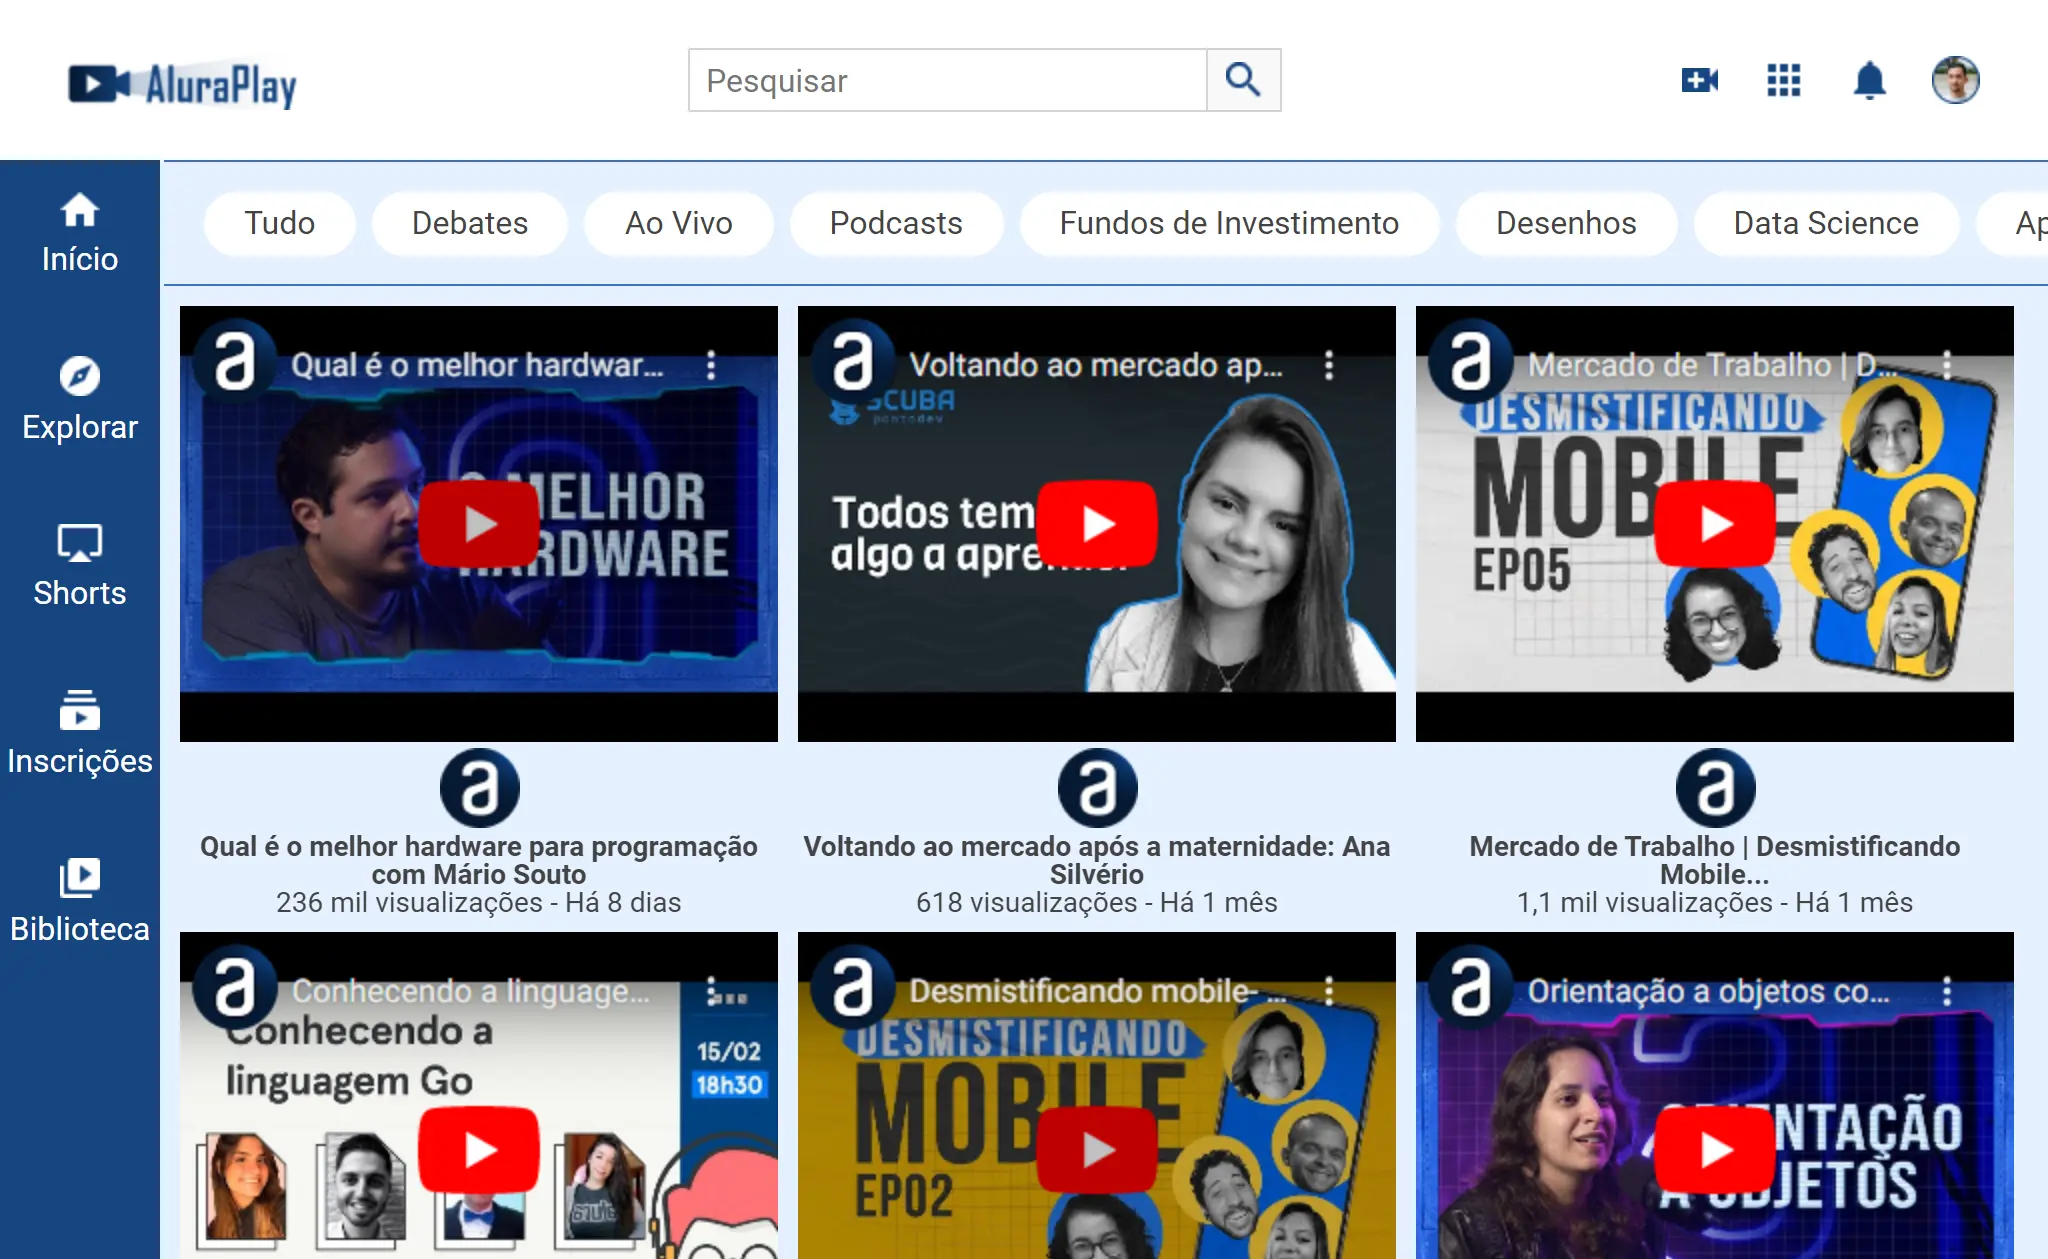 AluraPlay
Pesquisar
Início
Explorar
Shorts
Inscrições
Biblioteca
Tudo
Debates
Ao Vivo
Podcasts
Fundos de Investimento
Desenhos
Data Science
Ap
Qual é o melhor hardwar...
MELHOR
HARDWARE
Qual é o melhor hardware para programação
com Mário Souto
236 mil visualizações - Há 8 dias
Voltando ao mercado ap...
SCUBA
pontodev
Todos tem
algo a apre
Voltando ao mercado após a maternidade: Ana
Silvério
618 visualizações - Há 1 mês
Mercado de Trabalho | D...
DESMISTIFICANDO
MOBILE
EP05
Mercado de Trabalho | Desmistificando
Mobile...
1,1 mil visualizações - Há 1 mês
Conhecendo a linguage...
Conhecendo a
linguagem Go
15/02
18h30
Desmistificando mobile- ...
DESMISTIFICANDO
MOBILE
EP02
Orientação a objetos co...
ORIENTAÇÃO
A OBJETOS